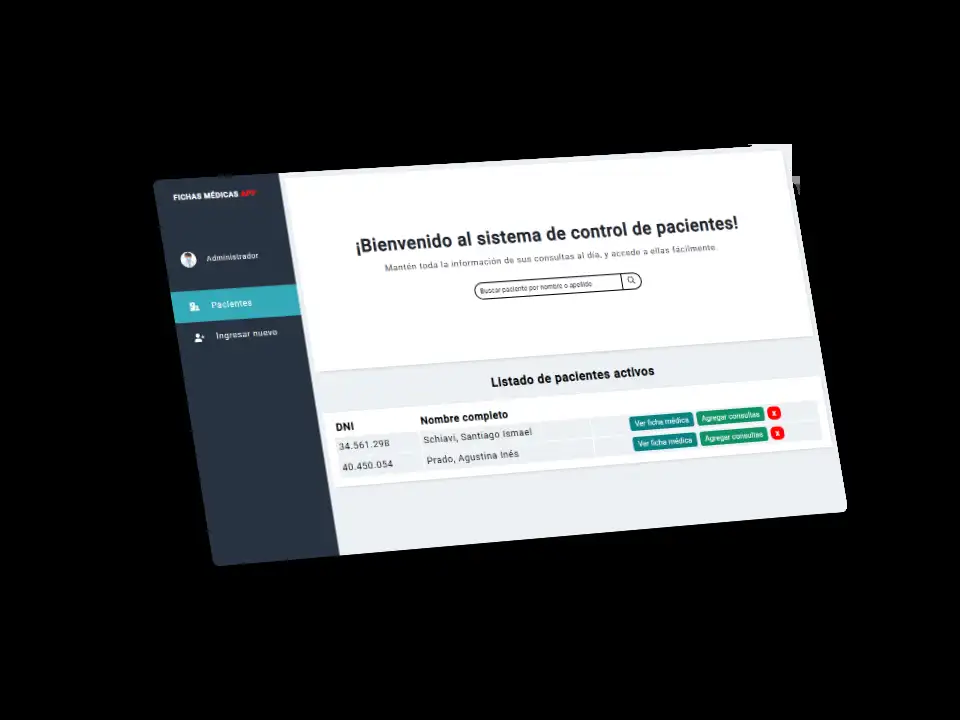 FICHAS MÉDICAS APP
Administrador
Pacientes
Ingresar nuevo
¡Bienvenido al sistema de control de pacientes!
Mantén toda la información de sus consultas al día, y accede a ellas fácilmente.
Buscar paciente por nombre o apellido
Listado de pacientes activos
DNI Nombre completo
34.561.298 Schiavi, Santiago Ismael Ver ficha médica Agregar consultas x
40.450.054 Prado, Agustina Inés Ver ficha médica Agregar consultas x